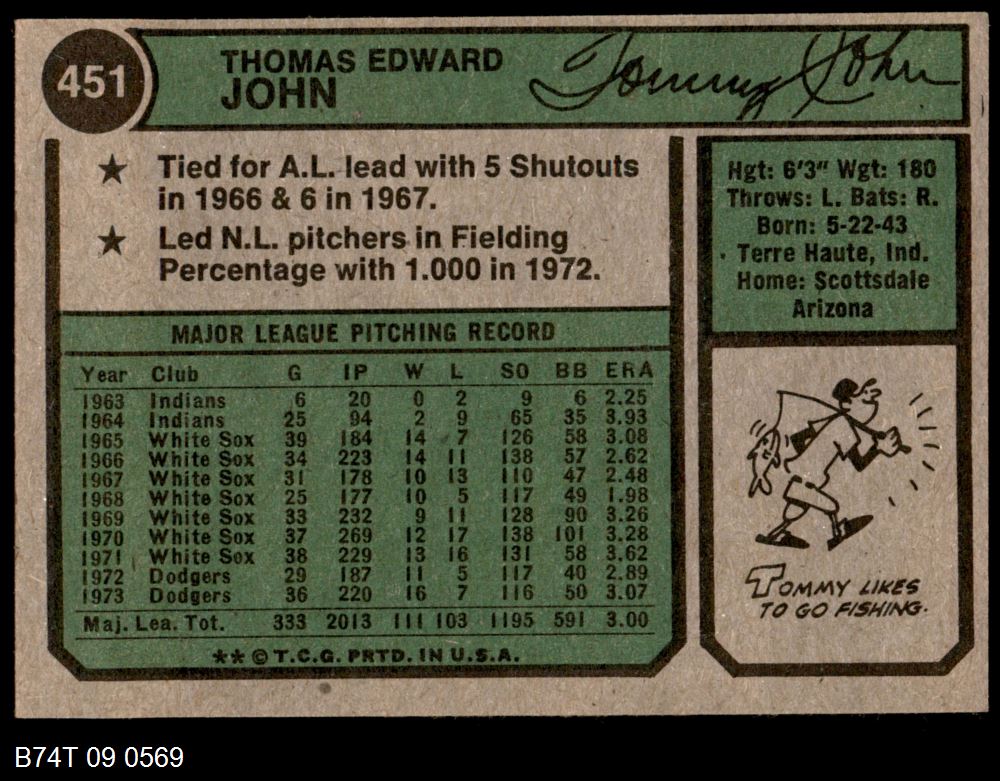 451
THOMAS EDWARD
JOHN
Tommy John
★ Tied for A.L. lead with 5 Shutouts
in 1966 & 6 in 1967.
★ Led N.L. pitchers in Fielding
Percentage with 1.000 in 1972.
Hgt: 6'3" Wgt: 180
Throws: L. Bats: R.
Born: 5-22-43
Terre Haute, Ind.
Home: Scottsdale
Arizona
MAJOR LEAGUE PITCHING RECORD
Year Club G IP W L SO BB ERA
1963 Indians 6 20 0 2 9 6 2.25
1964 Indians 25 94 2 9 65 35 3.93
1965 White Sox 39 184 14 7 126 58 3.08
1966 White Sox 34 223 14 11 138 57 2.62
1967 White Sox 31 178 10 13 110 47 2.48
1968 White Sox 25 177 10 5 117 49 1.98
1969 White Sox 33 232 9 11 128 90 3.26
1970 White Sox 37 269 12 17 138 101 3.28
1971 White Sox 38 229 13 16 131 58 3.62
1972 Dodgers 29 187 11 5 117 40 2.89
1973 Dodgers 36 220 16 7 116 50 3.07
Maj. Lea. Tot. 333 2013 111 103 1195 591 3.00
** © T.C.G. PRTD. IN U.S.A.
TOMMY LIKES
TO GO FISHING.
B74T 09 0569